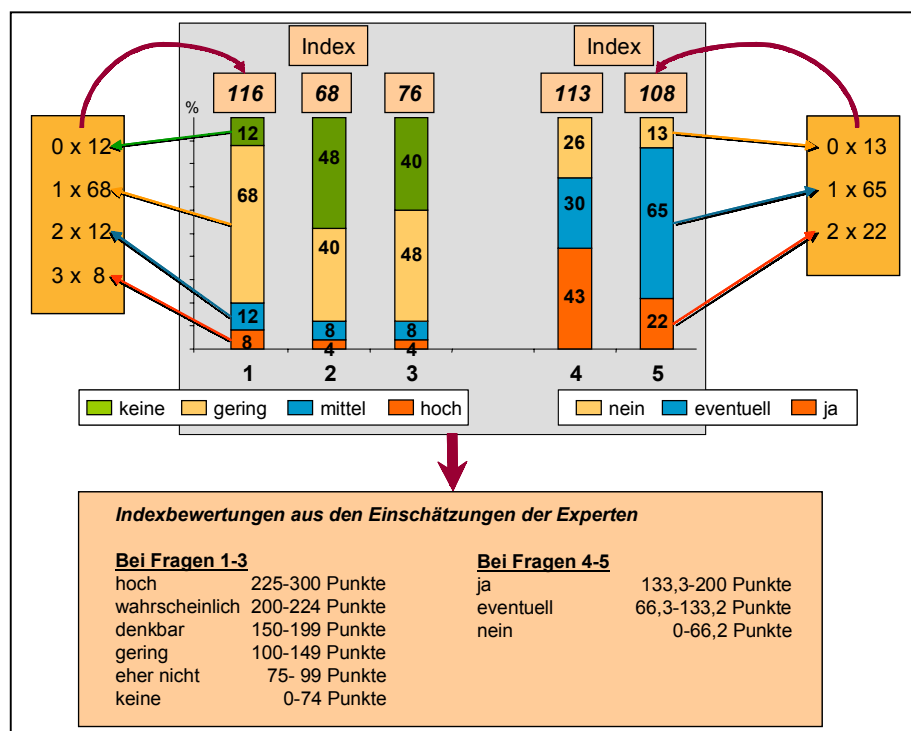 Index
Index
116
68
76
113
108
%
0 x 12
1 x 68
2 x 12
3 x 8
12
68
12
8
48
40
8
4
40
48
8
4
26
30
43
13
65
22
0 x 13
1 x 65
2 x 22
1
2
3
4
5
keine gering mittel hoch
nein eventuell ja
Indexbewertungen aus den Einschätzungen der Experten
Bei Fragen 1-3
hoch 225-300 Punkte
wahrscheinlich 200-224 Punkte
denkbar 150-199 Punkte
gering 100-149 Punkte
eher nicht 75- 99 Punkte
keine 0-74 Punkte
Bei Fragen 4-5
ja 133,3-200 Punkte
eventuell 66,3-133,2 Punkte
nein 0-66,2 Punkte